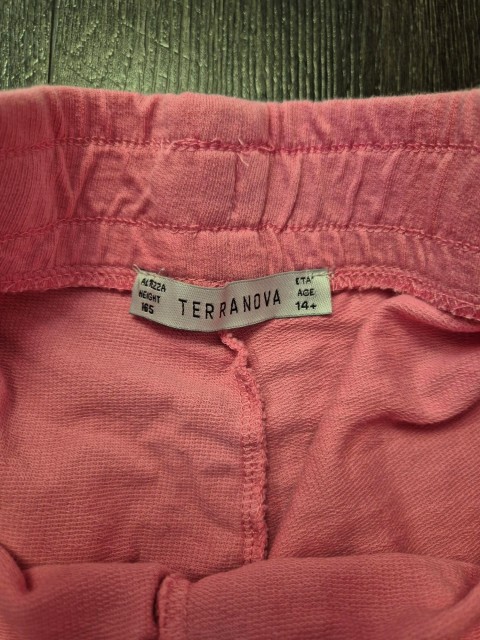 ALTEZZA
HEIGHT
165
TERRANOVA
ETA'
AGE
14+